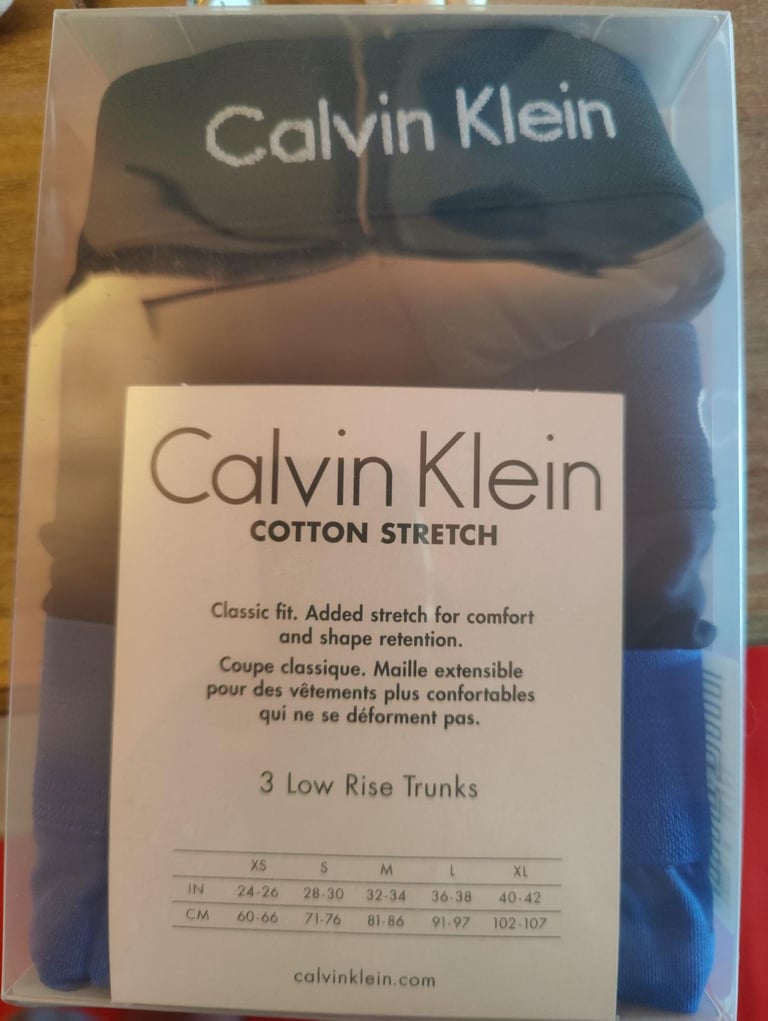 Calvin Klein
Calvin Klein
COTTON STRETCH
Classic fit. Added stretch for comfort
and shape retention.
Coupe classique. Maille extensible
pour des vêtements plus confortables
qui ne se déforment pas.
3 Low Rise Trunks
XS S M L XL
IN 24-26 28-30 32-34 36-38 40-42
CM 60-66 71-76 81-86 91-97 102-107
calvinklein.com